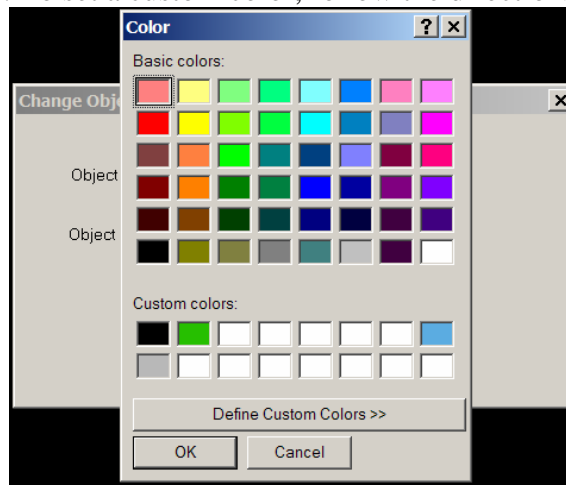 Color ? ×
Basic colors:
Change Obje ×
Object
Object
Custom colors:
Define Custom Colors >>
OK Cancel